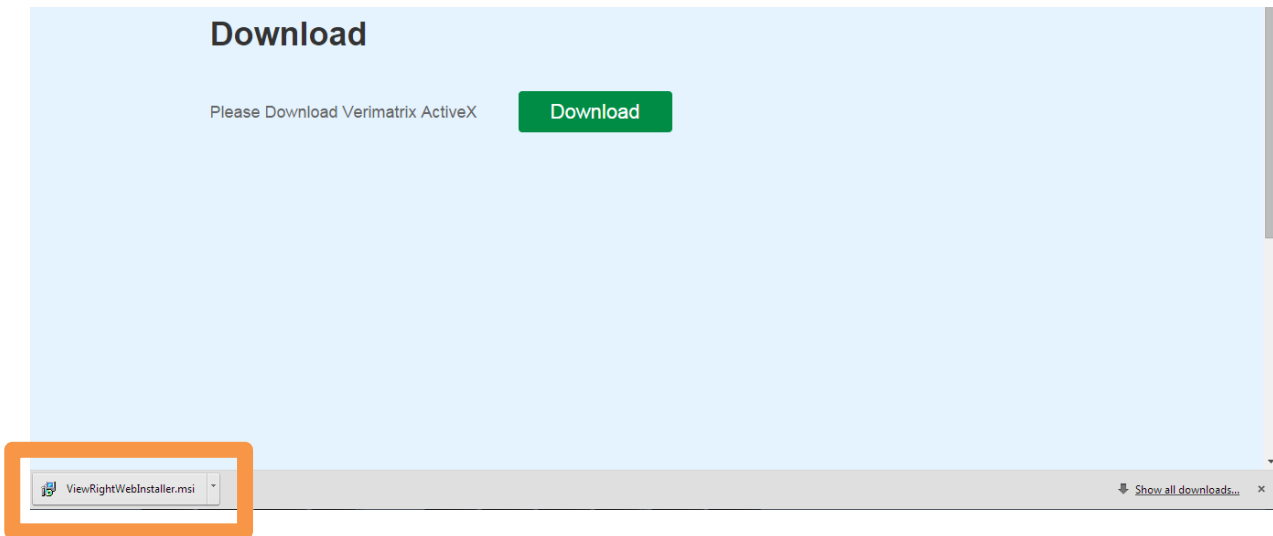 Download
Please Download Verimatrix ActiveX
Download
ViewRightWebInstaller.msi
Show all downloads...